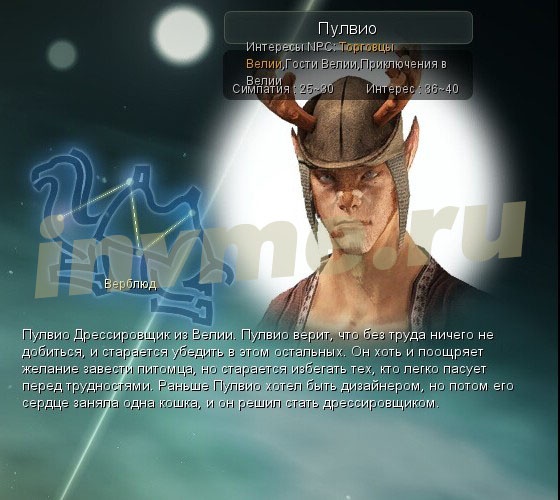 Пулвио
Интересы NPC: Торговцы
Велии,Гости Велии,Приключения в
Велии
Симпатия : 25~30 Интерес : 36~40
invmo.ru
Верблюд
Пулвио Дрессировщик из Велии. Пулвио верит, что без труда ничего не
добиться, и старается убедить в этом остальных. Он хоть и поощряет
желание завести питомца, но старается избегать тех, кто легко пасует
перед трудностями. Раньше Пулвио хотел быть дизайнером, но потом его
сердце заняла одна кошка, и он решил стать дрессировщиком.